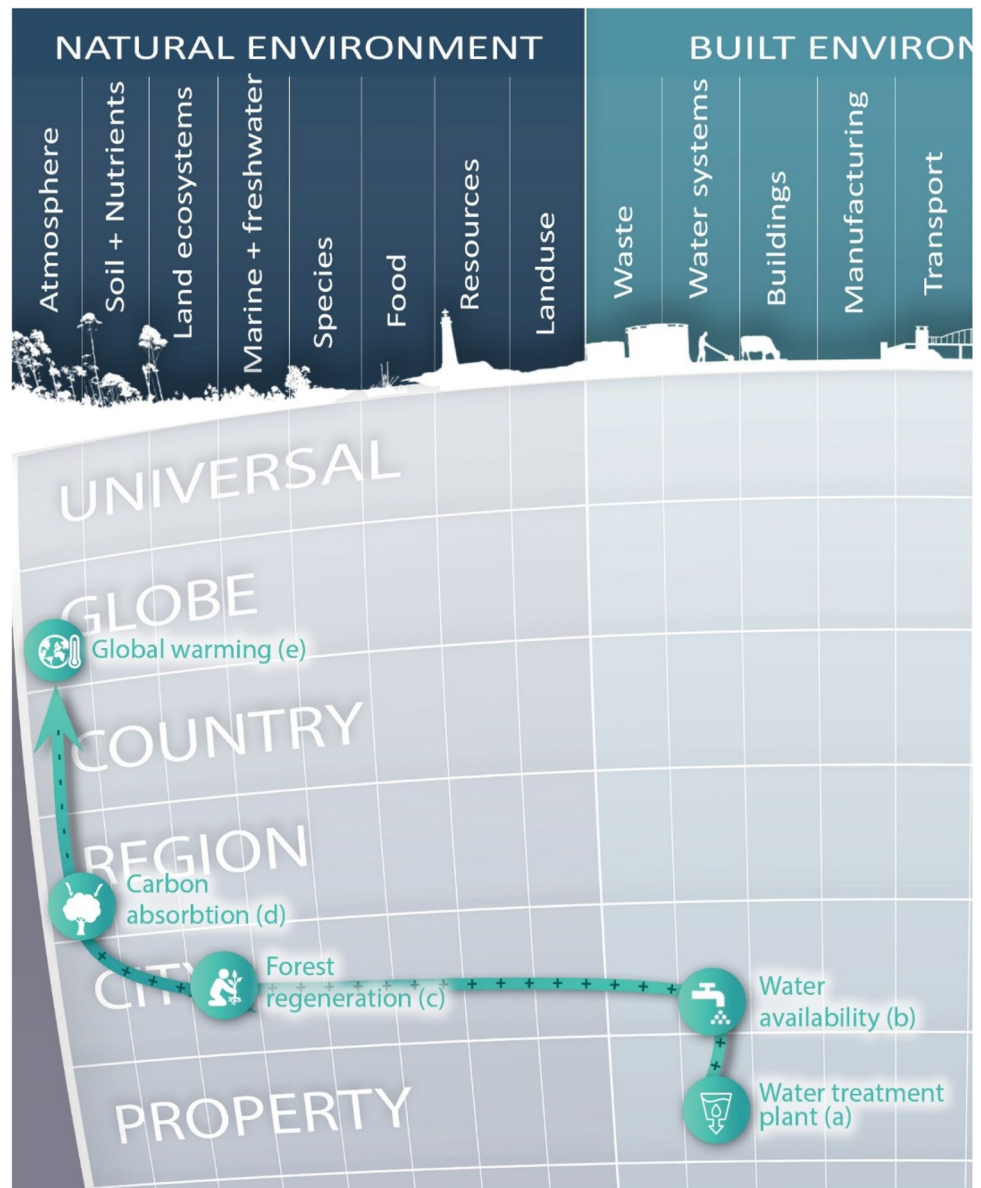 NATURAL ENVIRONMENT
BUILT ENVIRON
Atmosphere
Soil + Nutrients
Land ecosystems
Marine + freshwater
Species
Food
Resources
Landuse
Waste
Water systems
Buildings
Manufacturing
Transport
UNIVERSAL
GLOBE
Global warming (e)
COUNTRY
REGION
Carbon
absorbtion (d)
CITY
Forest
regeneration (c)
Water
availability (b)
PROPERTY
Water treatment
plant (a)